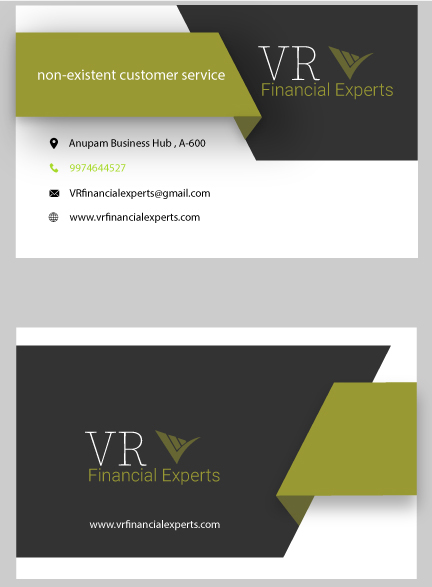 non-existent customer service
VR
Financial Experts
Anupam Business Hub , A-600
9974644527
VRfinancialexperts@gmail.com
www.vrfinancialexperts.com
VR
Financial Experts
www.vrfinancialexperts.com